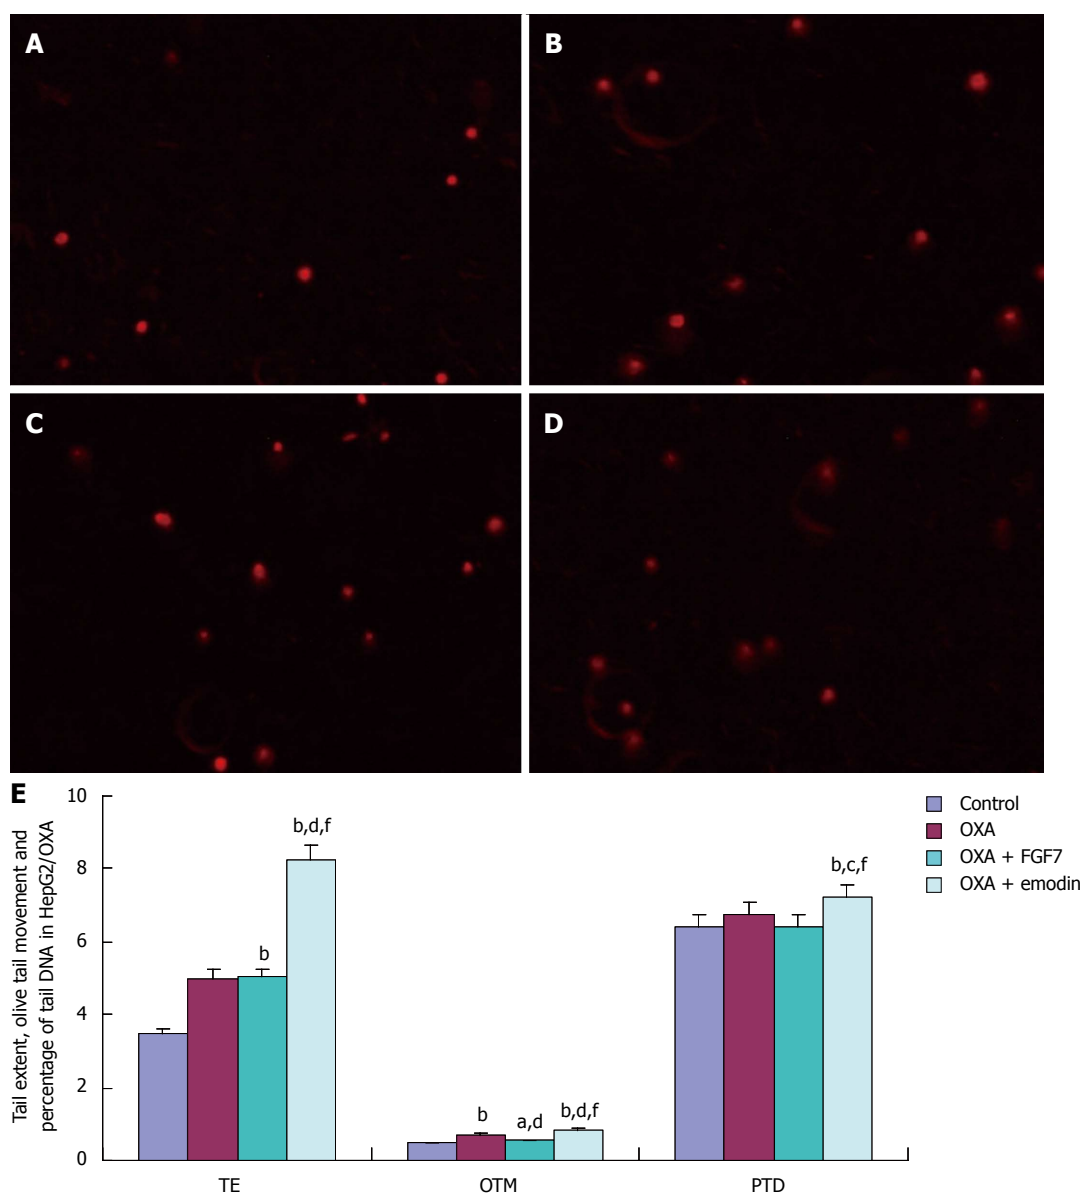 A
B
C
D
E
Tail extent, olive tail movement and
percentage of tail DNA in HepG2/OXA
10
8
6
4
2
0
b,d,f
b
b
a,d
b,d,f
b,c,f
TE
OTM
PTD
Control
OXA
OXA + FGF7
OXA + emodin